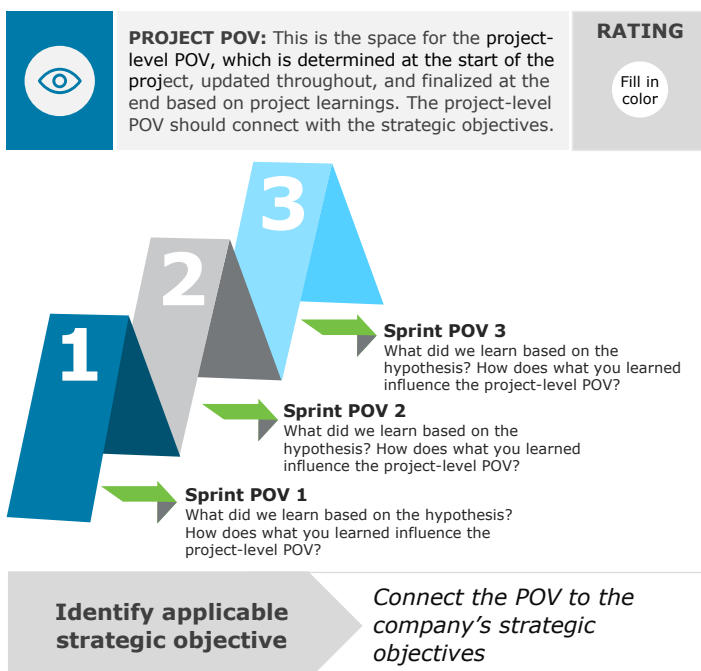 PROJECT POV: This is the space for the project-
level POV, which is determined at the start of the
project, updated throughout, and finalized at the
end based on project learnings. The project-level
POV should connect with the strategic objectives.
RATING
Fill in
color
3
2
1
Sprint POV 3
What did we learn based on the
hypothesis? How does what you learned
influence the project-level POV?
Sprint POV 2
What did we learn based on the
hypothesis? How does what you learned
influence the project-level POV?
Sprint POV 1
What did we learn based on the hypothesis?
How does what you learned influence the
project-level POV?
Identify applicable
strategic objective
Connect the POV to the
company’s strategic
objectives